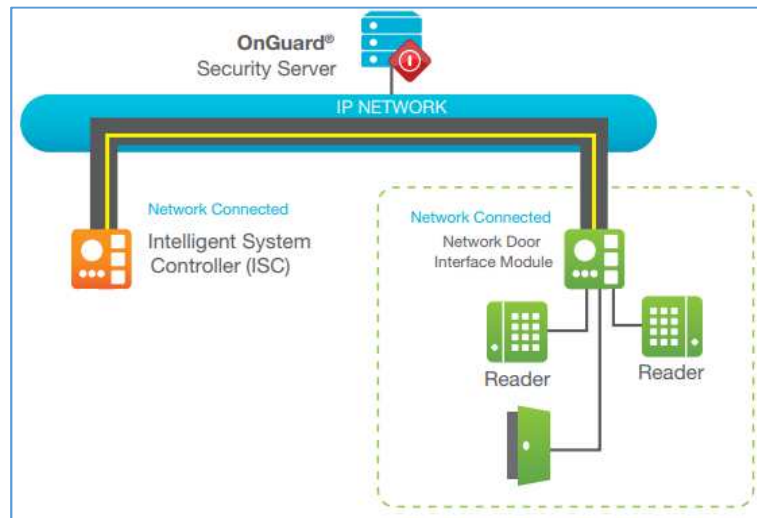 OnGuard®
Security Server
IP NETWORK
Network Connected
Intelligent System
Controller (ISC)
Network Connected
Network Door
Interface Module
Reader
Reader